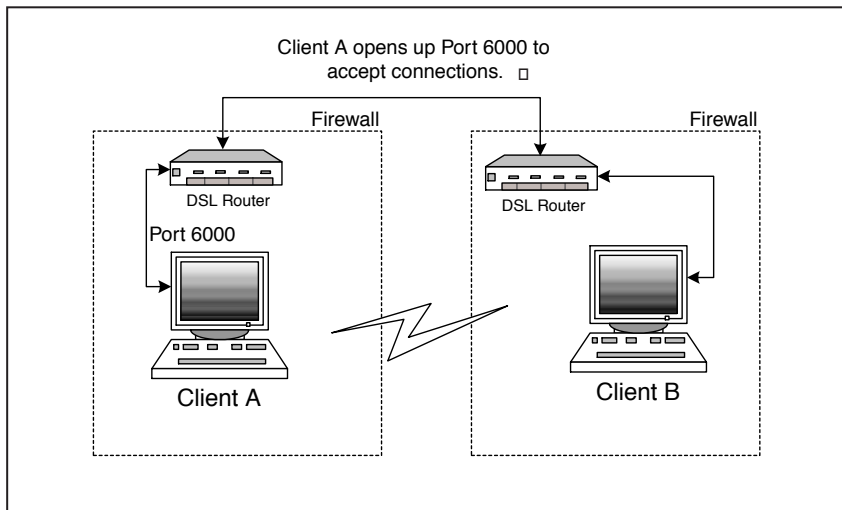 Client A opens up Port 6000 to
accept connections.
Firewall
Firewall
DSL Router
DSL Router
Port 6000
Client A
Client B